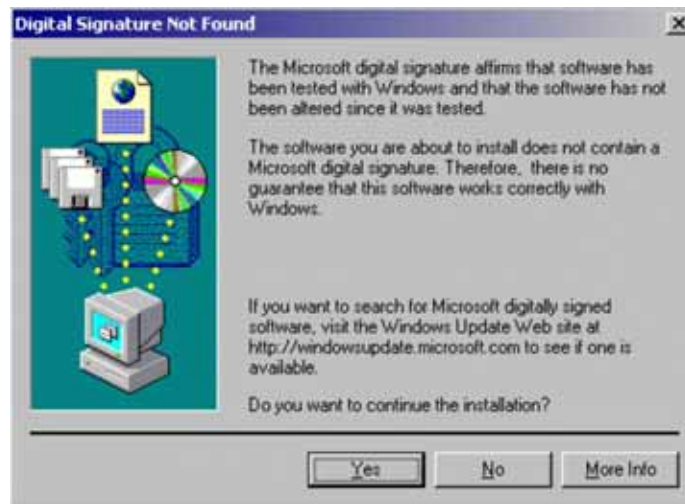 Digital Signature Not Found
The Microsoft digital signature affirms that software has
been tested with Windows and that the software has not
been altered since it was tested.
The software you are about to install does not contain a
Microsoft digital signature. Therefore, there is no
guarantee that this software works correctly with
Windows.
If you want to search for Microsoft digitally signed
software, visit the Windows Update Web site at
http://windowsupdate.microsoft.com to see if one is
available.
Do you want to continue the installation?
Yes No More Info